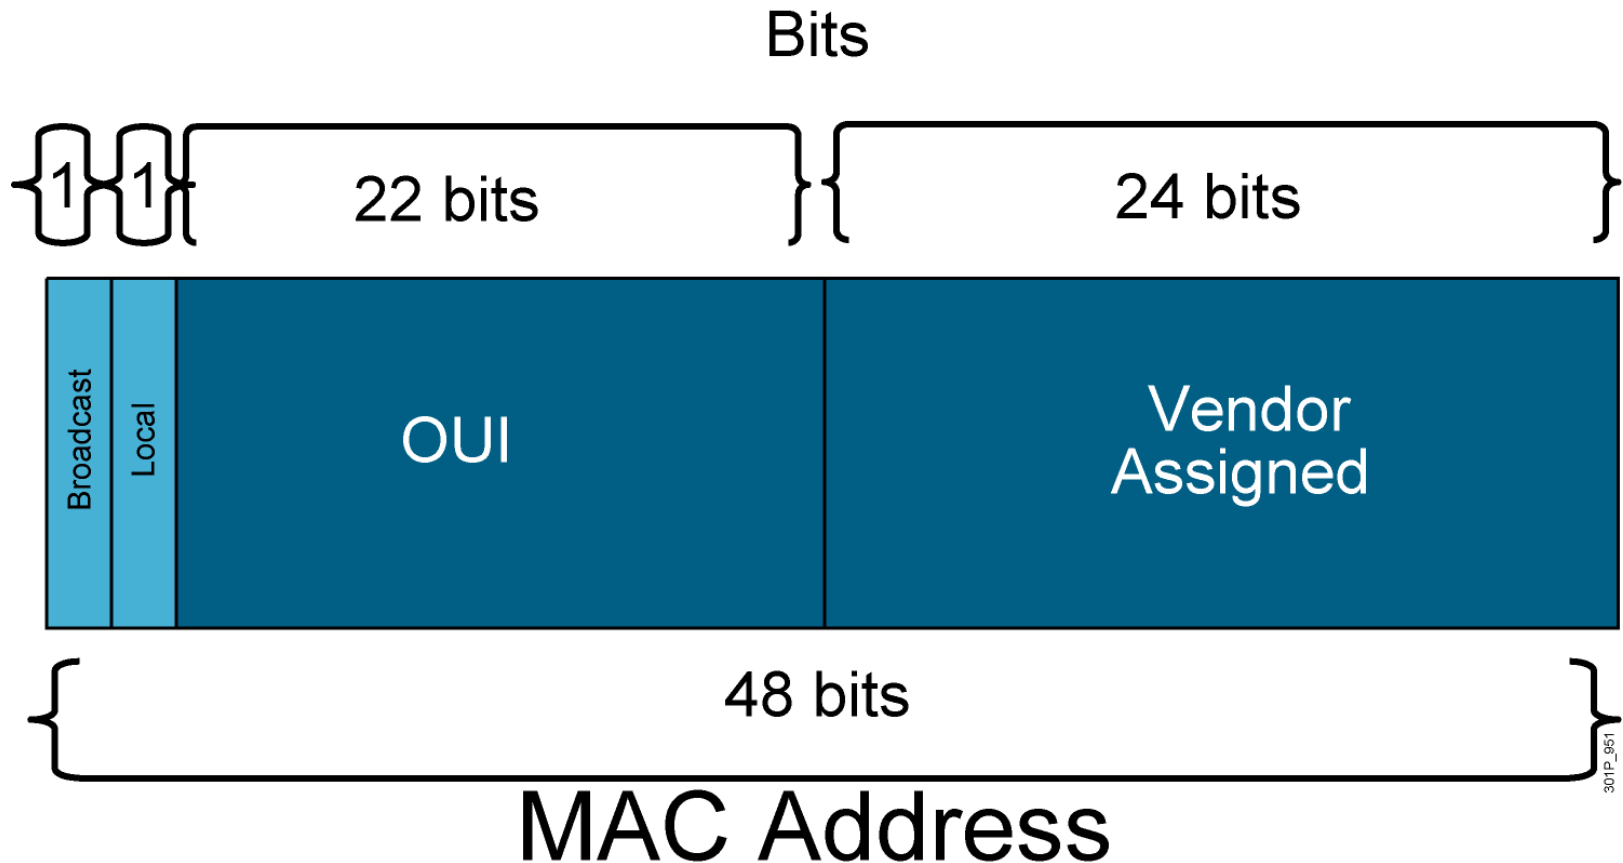 Bits
1
1
22 bits
24 bits
Broadcast
Local
OUI
Vendor
Assigned
48 bits
301P_951
MAC Address